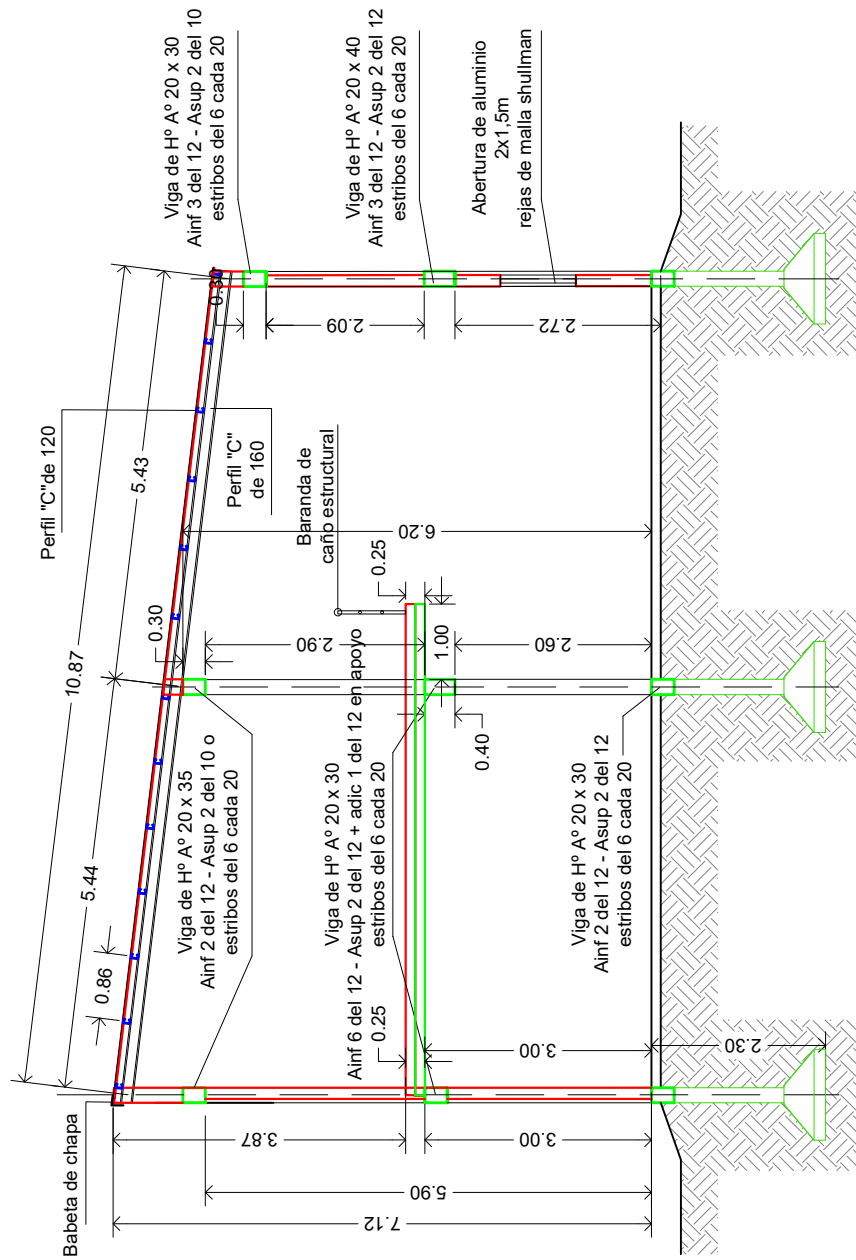 Viga de Hº Aº 20 x 30
Ainf 3 del 12 - Asup 2 del 10
estribos del 6 cada 20
Viga de Hº Aº 20 x 40
Ainf 3 del 12 - Asup 2 del 12
estribos del 6 cada 20
Abertura de aluminio
2x1,5m
rejas de malla shullman
0.30
2.09
2.72
Perfil "C"de 120
5.43
10.87
Perfil "C"
de 160
Baranda de
caño estructural
6.20
0.25
0.30
2.90
1.00
2.60
0.40
5.44
0.86
Viga de Hº Aº 20 x 35
Ainf 2 del 12 - Asup 2 del 10 o
estribos del 6 cada 20
Viga de Hº Aº 20 x 30
Ainf 6 del 12 - Asup 2 del 12 + adic 1 del 12 en apoyo
estribos del 6 cada 20
0.25
Viga de Hº Aº 20 x 30
Ainf 2 del 12 - Asup 2 del 12
estribos del 6 cada 20
3.00
2.30
Babeta de chapa
3.87
3.00
5.90
7.12